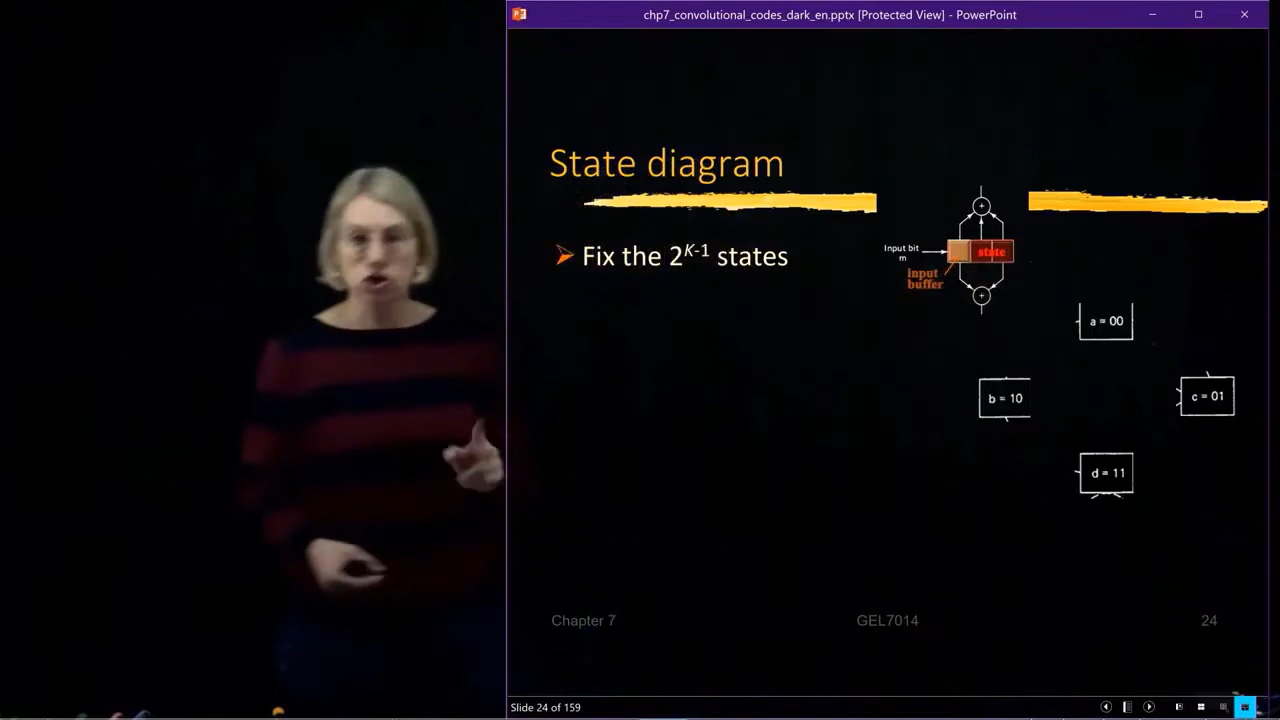 chp7_convolutional_codes_dark_en.pptx [Protected View] - PowerPoint
State diagram
Fix the 2^{K-1} states
Input bit
m
state
input
buffer
+
+
a = 00
b = 10
c = 01
d = 11
Chapter 7
GEL7014
24
Slide 24 of 159